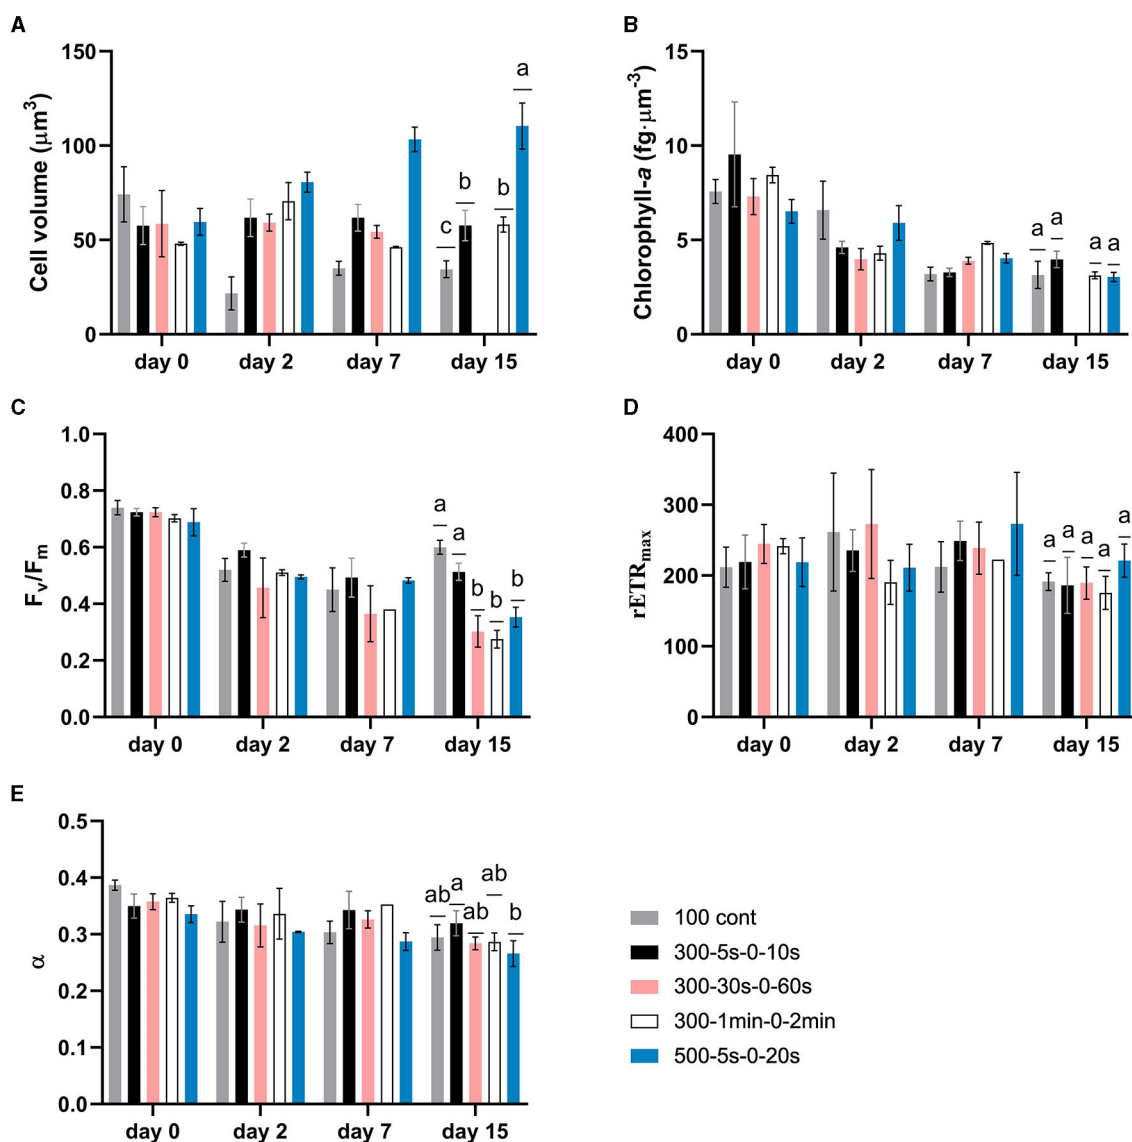 A
Cell volume (μm³)
150
100
50
0
c
b
b
a
day 0 day 2 day 7 day 15
B
Chlorophyll-a (fg·μm⁻³)
15
10
5
0
a
a
a
a
day 0 day 2 day 7 day 15
C
Fv/Fm
1.0
0.8
0.6
0.4
0.2
0.0
a
a
b
b
b
day 0 day 2 day 7 day 15
D
rETRmax
400
300
200
100
0
a
a
a
a
a
day 0 day 2 day 7 day 15
E
α
0.5
0.4
0.3
0.2
0.1
0.0
ab
a
ab
ab
b
day 0 day 2 day 7 day 15
100 cont
300-5s-0-10s
300-30s-0-60s
300-1min-0-2min
500-5s-0-20s